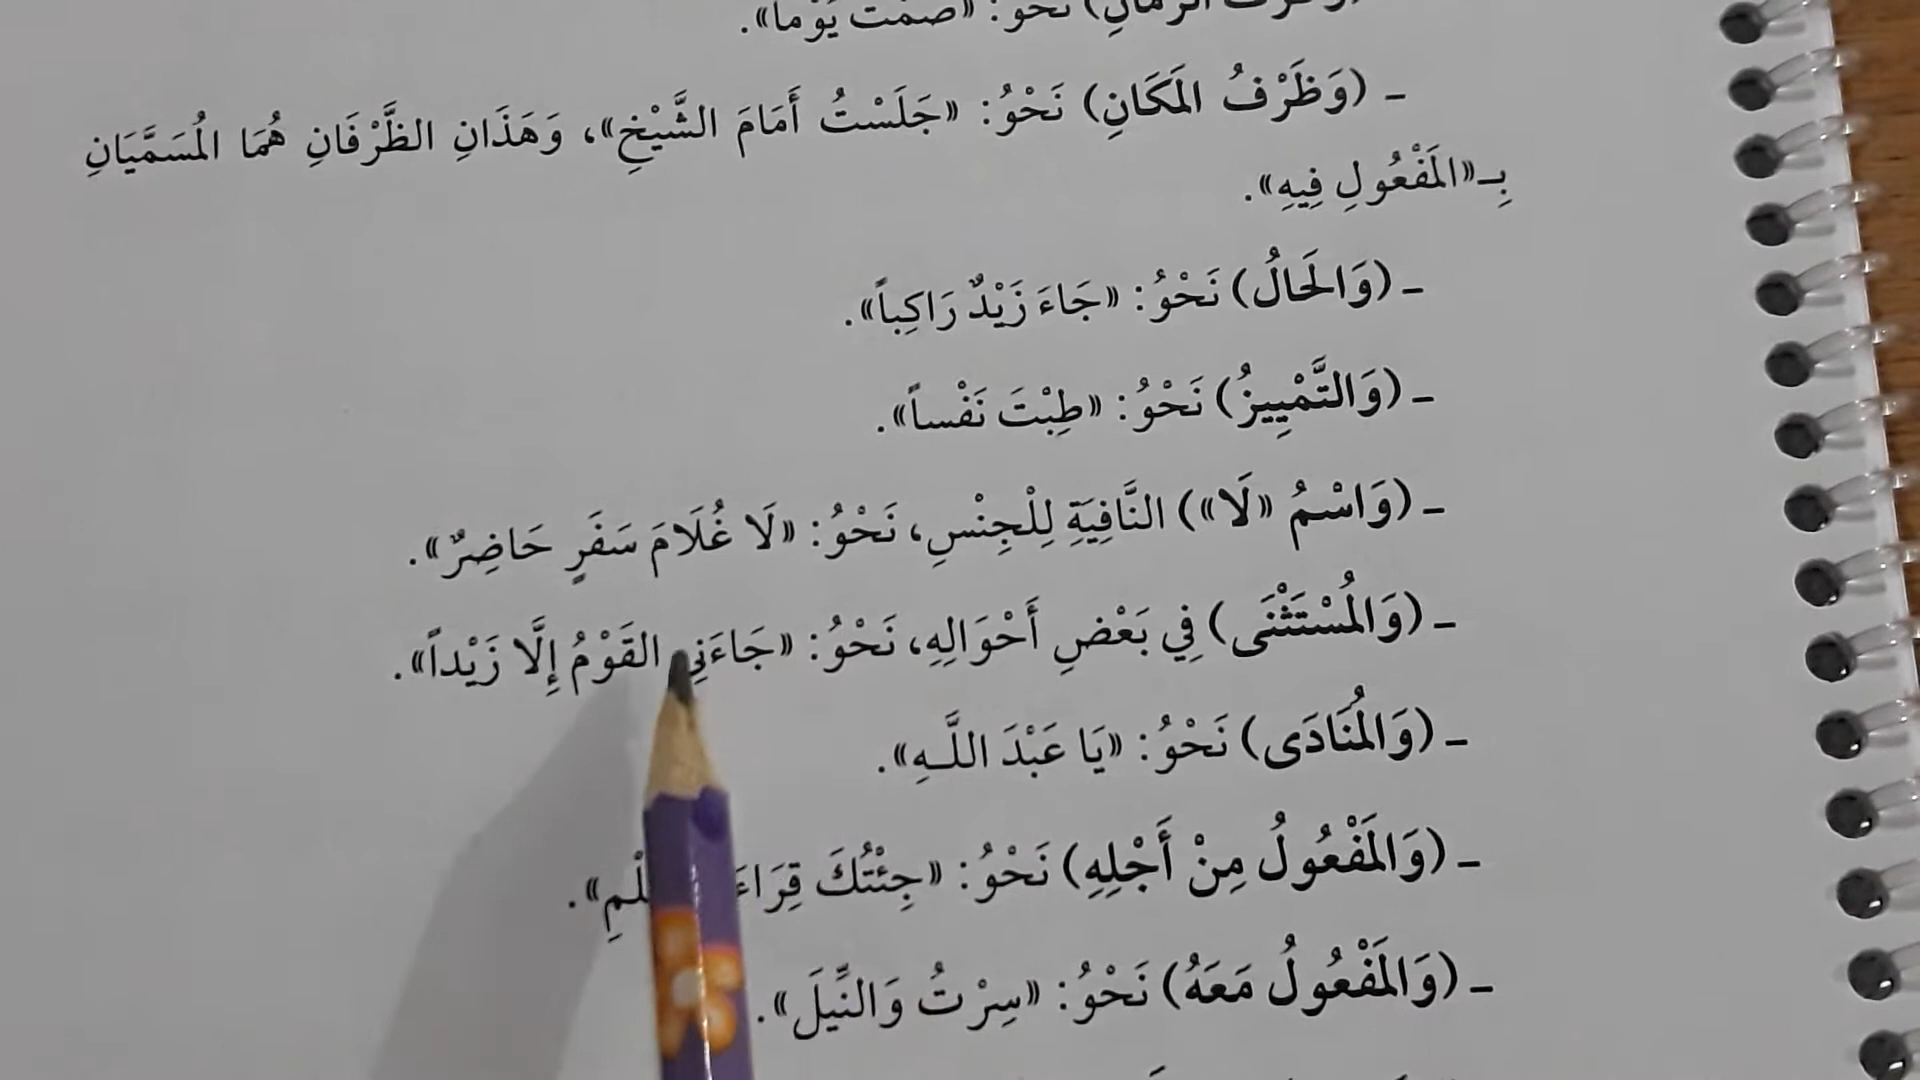 نَحْوُ: «صُمْتُ يَوْماً».
ـ (وَظَرْفُ المَكَانِ) نَحْوُ: «جَلَسْتُ أَمَامَ الشَّيْخِ»، وَهَذَانِ الظَّرْفَانِ هُمَا المُسَمَّيَانِ
بِـ«المَفْعُولِ فِيهِ».
ـ (وَالحَالُ) نَحْوُ: «جَاءَ زَيْدٌ رَاكِباً».
ـ (وَالتَّمْيِيزُ) نَحْوُ: «طِبْتَ نَفْساً».
ـ (وَاسْمُ «لَا») النَّافِيَةِ لِلْجِنْسِ، نَحْوُ: «لَا غُلَامَ سَفَرٍ حَاضِرٌ».
ـ (وَالمُسْتَثْنَى) فِي بَعْضِ أَحْوَالِهِ، نَحْوُ: «جَاءَنِي القَوْمُ إِلَّا زَيْداً».
ـ (وَالمُنَادَى) نَحْوُ: «يَا عَبْدَ اللَّـهِ».
ـ (وَالمَفْعُولُ مِنْ أَجْلِهِ) نَحْوُ: «جِئْتُكَ
ـ (وَالمَفْعُولُ مَعَهُ) نَحْوُ: «سِرْتُ وَالنِّيلَ».